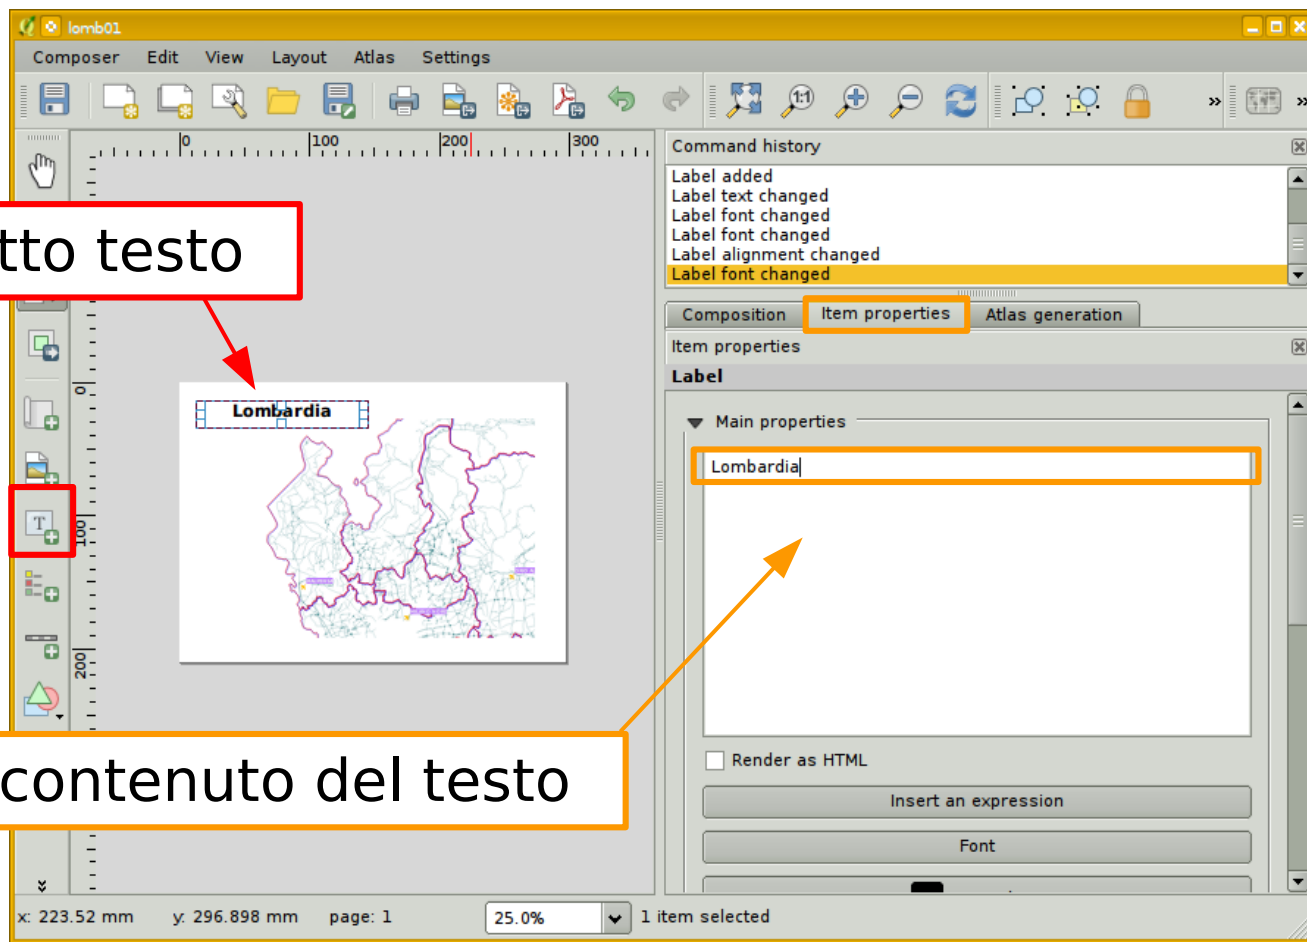 lomb01
Composer Edit View Layout Atlas Settings
1:1
» »
0 100 200 300
Command history
Label added
Label text changed
Label font changed
Label font changed
Label alignment changed
Label font changed
tto testo
Composition Item properties Atlas generation
Item properties
Label
Main properties
Lombardia
Lombardia
T
0
100
200
contenuto del testo
Render as HTML
Insert an expression
Font
x: 223.52 mm y: 296.898 mm page: 1 25.0% 1 item selected